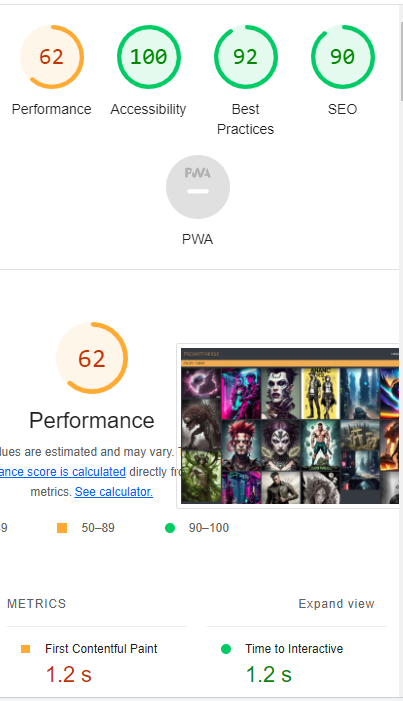 62
100
92
90
Performance
Accessibility
Best
Practices
SEO
PWA
PWA
62
Performance
lues are estimated and may vary. T
ance score is calculated directly fr
metrics. See calculator.
9
50–89
90–100
METRICS
Expand view
First Contentful Paint
Time to Interactive
1.2 s
1.2 s